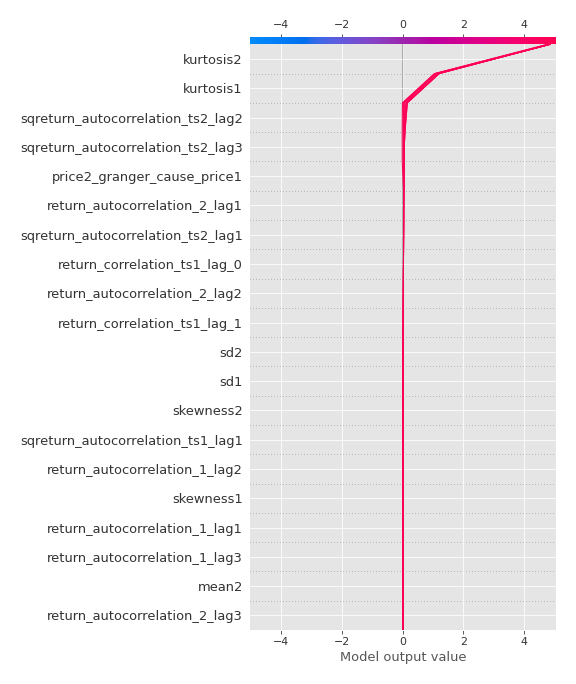 −4 −2 0 2 4
kurtosis2
kurtosis1
sqreturn_autocorrelation_ts2_lag2
sqreturn_autocorrelation_ts2_lag3
price2_granger_cause_price1
return_autocorrelation_2_lag1
sqreturn_autocorrelation_ts2_lag1
return_correlation_ts1_lag_0
return_autocorrelation_2_lag2
return_correlation_ts1_lag_1
sd2
sd1
skewness2
sqreturn_autocorrelation_ts1_lag1
return_autocorrelation_1_lag2
skewness1
return_autocorrelation_1_lag1
return_autocorrelation_1_lag3
mean2
return_autocorrelation_2_lag3
−4 −2 0 2 4
Model output value